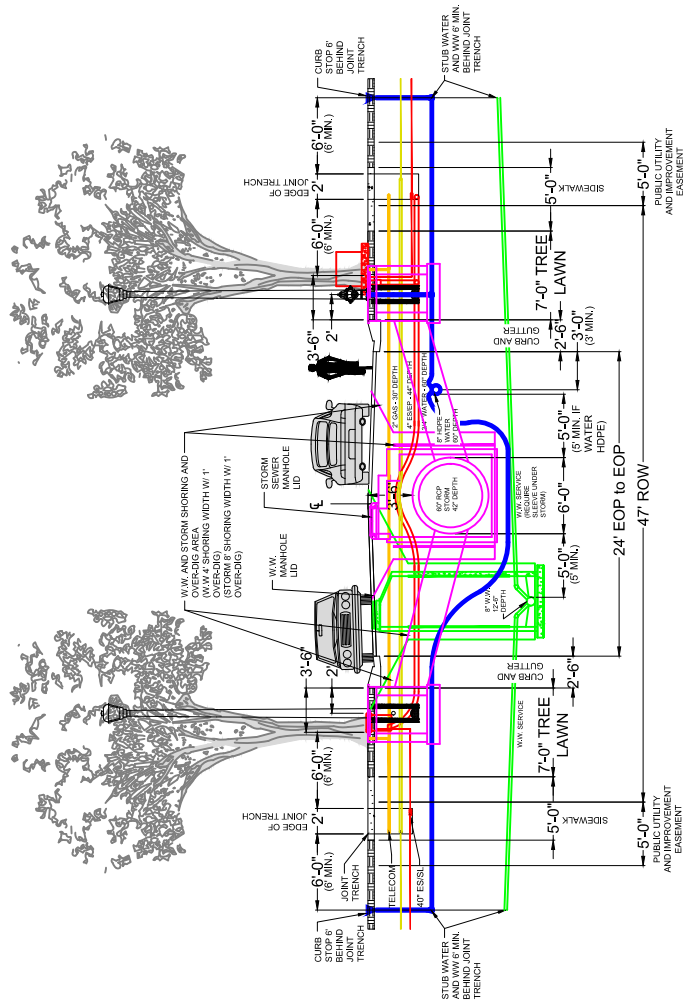 CURB
STOP 6'
BEHIND
JOINT
TRENCH
STUB WATER
AND WW 6' MIN.
BEHIND JOINT
TRENCH
6'-0"
(6' MIN.)
2'
EDGE OF
JOINT TRENCH
6'-0"
(6' MIN.)
SIDEWALK
5'-0"
5'-0"
PUBLIC UTILITY
AND IMPROVEMENT
EASEMENT
7'-0" TREE
LAWN
2'
3'-6"
CURB AND
GUTTER
2'-6"
3'-0"
(3' MIN.)
2" GAS - 30" DEPTH
4" ES/EP - 44" DEPTH
WATER - 60" DEPTH
8" HDPE
WATER
60" DEPTH
5'-0"
(5' MIN. IF
WATER
HDPE)
W.W. AND STORM SHORING AND
OVER-DIG AREA
(W.W 4' SHORING WIDTH W/ 1'
OVER-DIG)
(STORM 8' SHORING WIDTH W/ 1'
OVER-DIG)
STORM
SEWER
MANHOLE
LID
3'-6"
60" RCP
STORM
42" DEPTH
W.W. SERVICE
(REQUIRE
SLEEVE UNDER
STORM)
6'-0"
24' EOP to EOP
47' ROW
W.W.
MANHOLE
LID
8" W.W.
12'-6"
DEPTH
5'-0"
(5' MIN.)
3'-6"
2'
CURB AND
GUTTER
2'-6"
W.W. SERVICE
7'-0" TREE
LAWN
6'-0"
(6' MIN.)
2'
EDGE OF
JOINT TRENCH
SIDEWALK
5'-0"
5'-0"
PUBLIC UTILITY
AND IMPROVEMENT
EASEMENT
6'-0"
(6' MIN.)
JOINT
TRENCH
TELECOM
40" ES/SL
CURB
STOP 6'
BEHIND
JOINT
TRENCH
STUB WATER
AND WW 6' MIN.
BEHIND JOINT
TRENCH